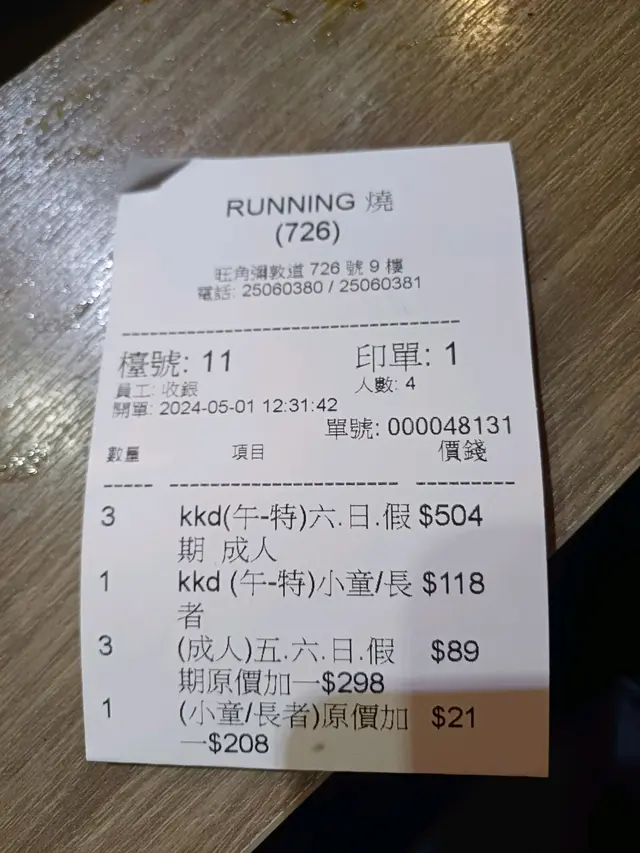 RUNNING 燒
(726)
旺角彌敦道 726 號 9 樓
電話: 25060380 / 25060381
檯號: 11 印單: 1
員工: 收銀 人數: 4
開單: 2024-05-01 12:31:42
單號: 000048131
數量 項目 價錢
3 kkd(午-特)六.日.假 $504
期 成人
1 kkd (午-特)小童/長 $118
者
3 (成人)五.六.日.假 $89
期原價加一$298
1 (小童/長者)原價加 $21
一$208